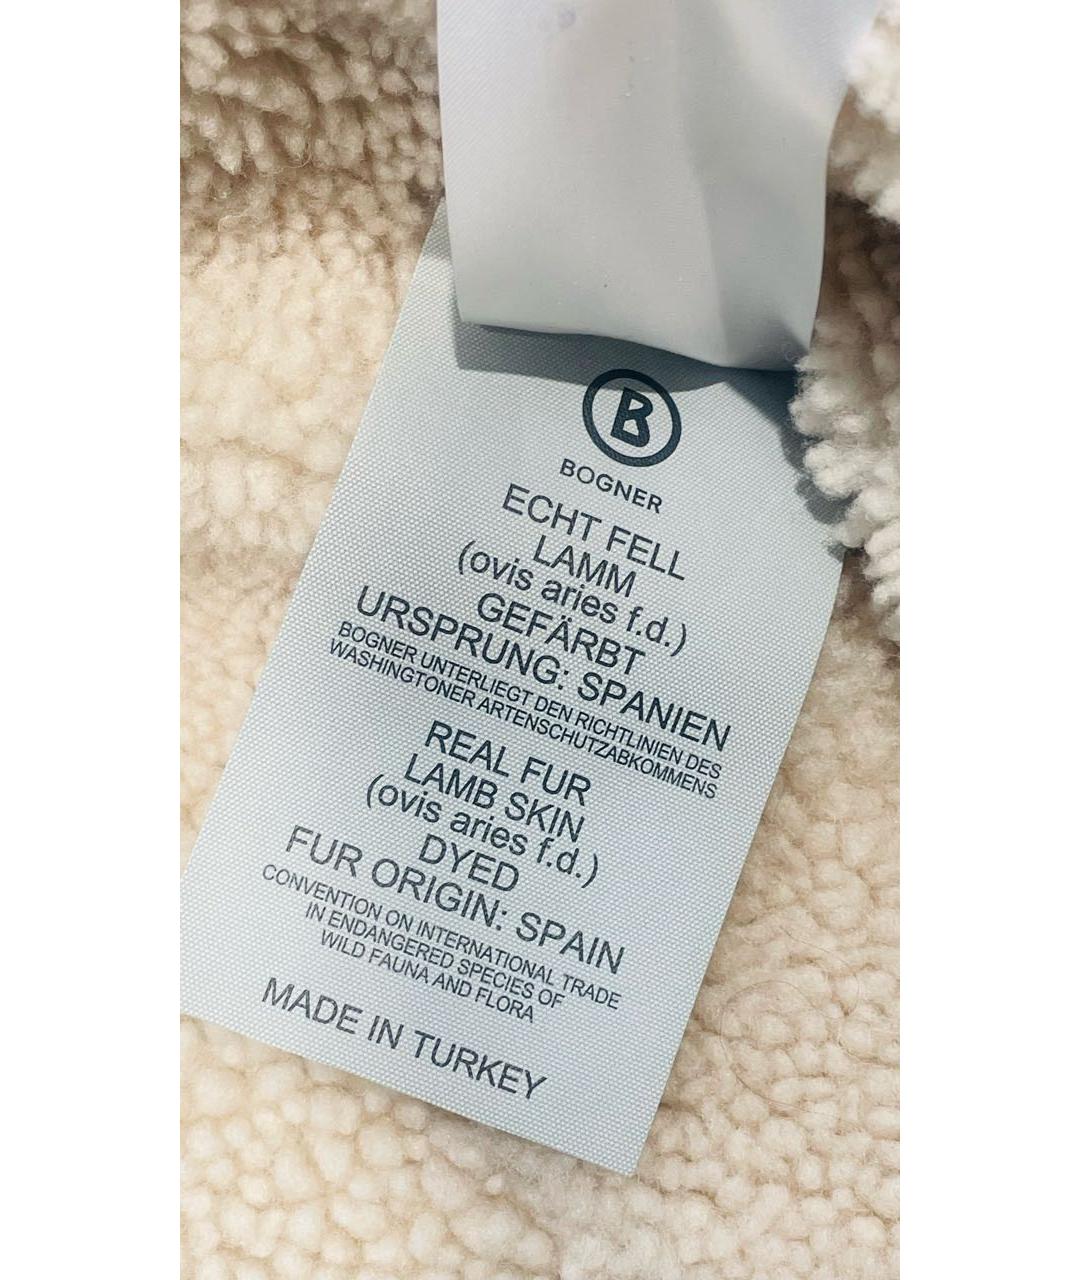 B
BOGNER
ECHT FELL
LAMM
(ovis aries f.d.)
GEFÄRBT
URSPRUNG: SPANIEN
BOGNER UNTERLIEGT DEN RICHTLINIEN DES
WASHINGTONER ARTENSCHUTZABKOMMENS
REAL FUR
LAMB SKIN
(ovis aries f.d.)
DYED
FUR ORIGIN: SPAIN
CONVENTION ON INTERNATIONAL TRADE
IN ENDANGERED SPECIES OF
WILD FAUNA AND FLORA
MADE IN TURKEY